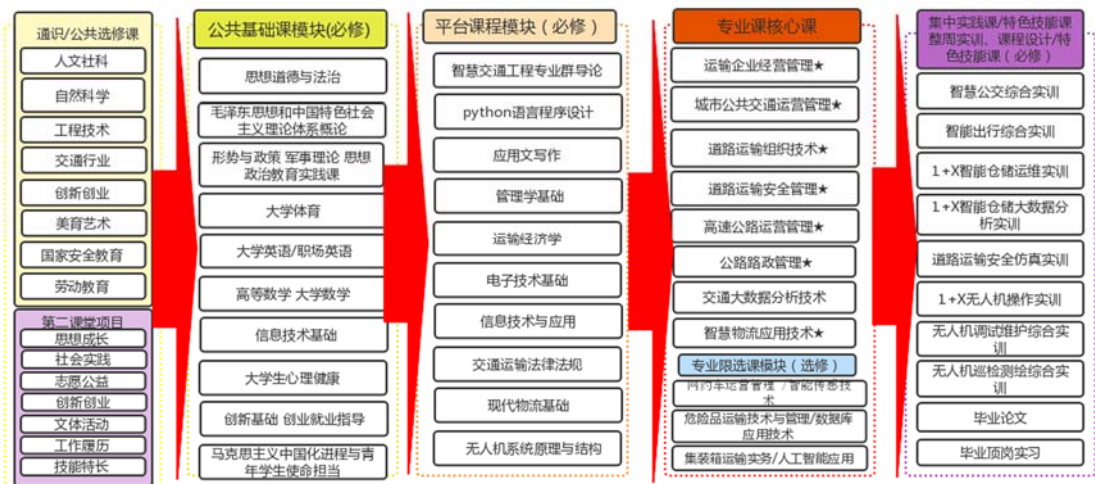 通识/公共选修课
人文社科
自然科学
工程技术
交通行业
创新创业
美育艺术
国家安全教育
劳动教育
第二课堂项目
思想成长
社会实践
志愿公益
创新创业
文体活动
工作履历
技能特长
公共基础课模块(必修)
思想道德与法治
毛泽东思想和中国特色社会
主义理论体系概论
形势与政策 军事理论 思想
政治教育实践课
大学体育
大学英语/职场英语
高等数学 大学数学
信息技术基础
大学生心理健康
创新基础 创业就业指导
马克思主义中国化进程与青
年学生使命担当
平台课程模块（必修）
智慧交通工程专业群导论
python语言程序设计
应用文写作
管理学基础
运输经济学
电子技术基础
信息技术与应用
交通运输法律法规
现代物流基础
无人机系统原理与结构
专业课核心课
运输企业经营管理★
城市公共交通运营管理★
道路运输组织技术★
道路运输安全管理★
高速公路运营管理★
公路路政管理★
交通大数据分析技术
智慧物流应用技术★
专业限选课模块（选修）
网约车运营管理 /智能传感技
术
危险品运输技术与管理/数据库
应用技术
集装箱运输实务/人工智能应用
集中实践课/特色技能课
整周实训、课程设计/特
色技能课（必修）
智慧公交综合实训
智能出行综合实训
1+X智能仓储运维实训
1+X智能仓储大数据分
析实训
道路运输安全仿真实训
1+X无人机操作实训
无人机调试维护综合实
训
无人机巡检测绘综合实
训
毕业论文
毕业顶岗实习